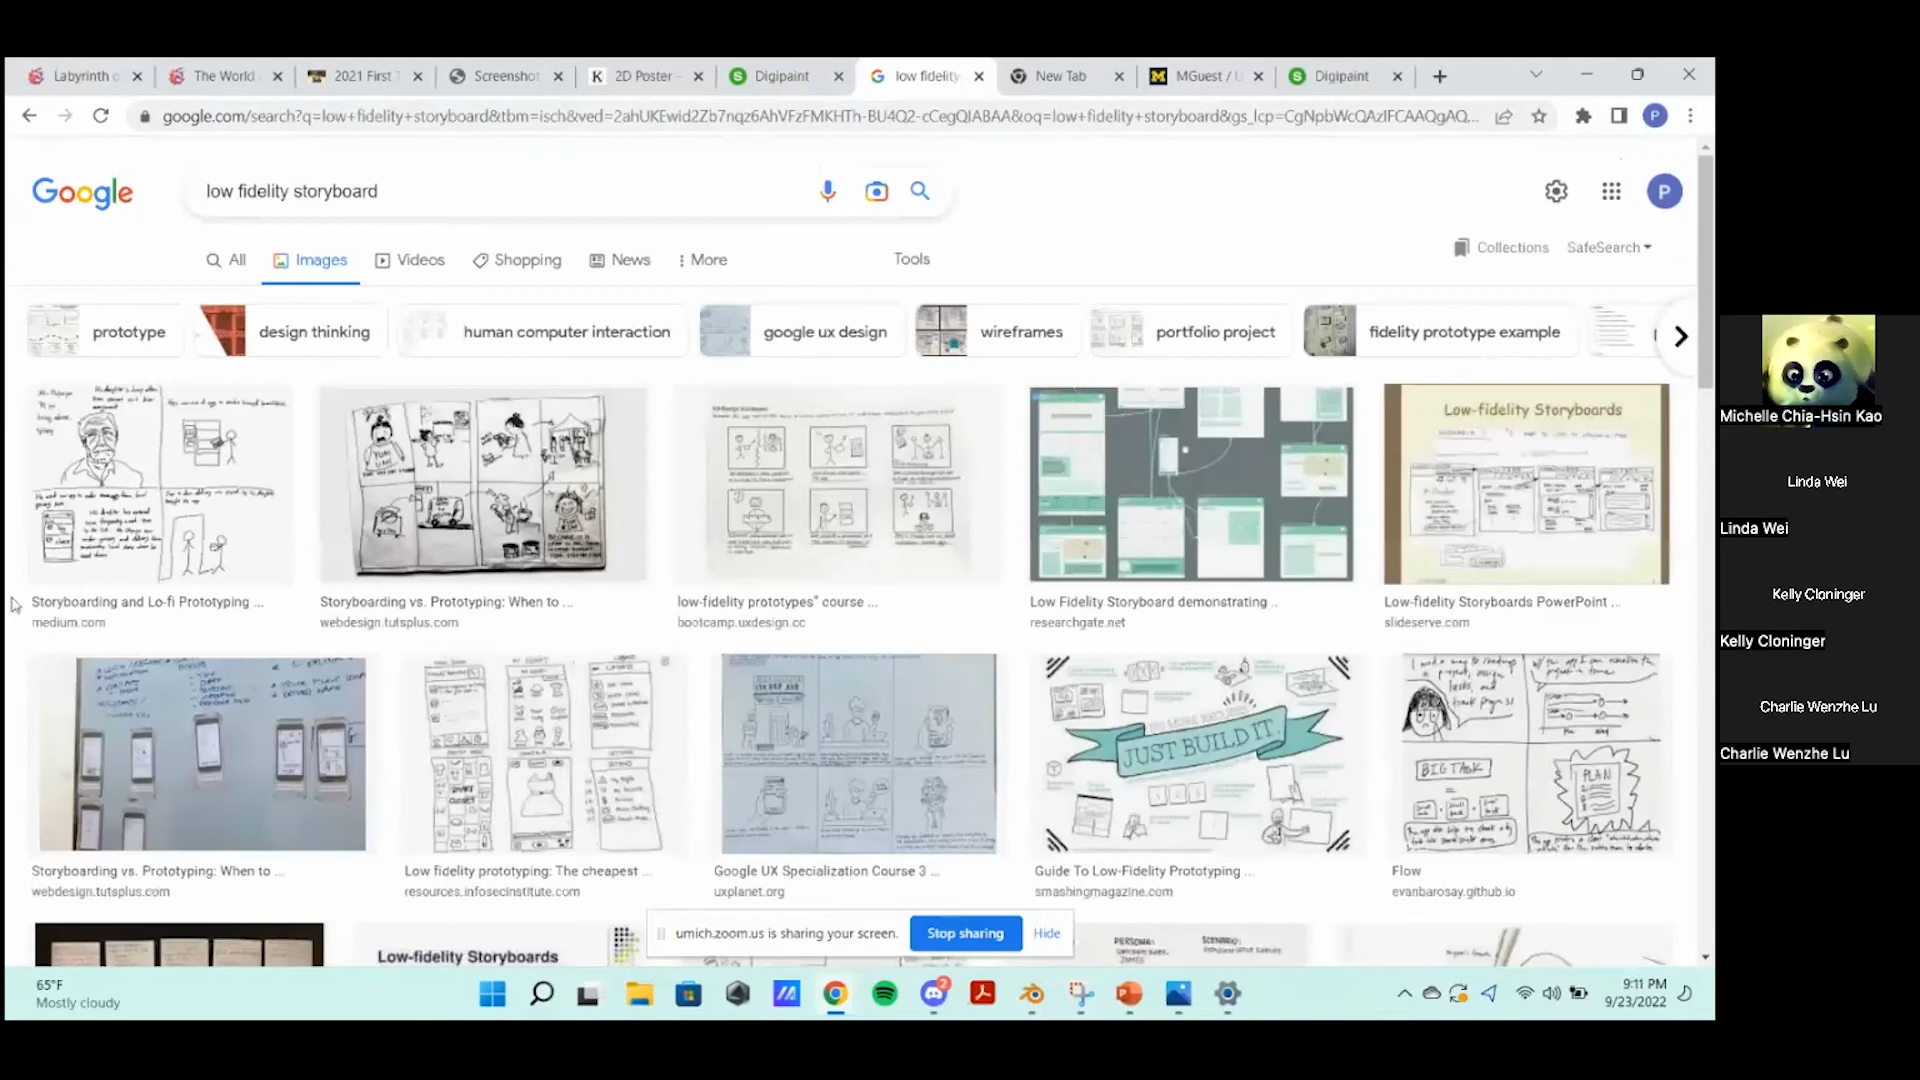 Labyrinth o
The World
2021 First T
Screenshot
2D Poster -
Digipaint
low fidelity
New Tab
MGuest / U
Digipaint
google.com/search?q=low+fidelity+storyboard&tbm=isch&ved=2ahUKEwid2Zb7nqz6AhVFzFMKHTh-BU4Q2-cCegQIABAA&oq=low+fidelity+storyboard&gs_lcp=CgNpbWcQAzIFCAAQgAQ...
P
Google
low fidelity storyboard
P
All
Images
Videos
Shopping
News
More
Tools
Collections
SafeSearch
prototype
design thinking
human computer interaction
google ux design
wireframes
portfolio project
fidelity prototype example
Low-fidelity Storyboards
Storyboarding and Lo-fi Prototyping ...
medium.com
Storyboarding vs. Prototyping: When to ...
webdesign.tutsplus.com
low-fidelity prototypes" course ...
bootcamp.uxdesign.cc
Low Fidelity Storyboard demonstrating ..
researchgate.net
Low-fidelity Storyboards PowerPoint ...
slideserve.com
JUST BUILD IT.
BIG TASK
PLAN
Storyboarding vs. Prototyping: When to ...
webdesign.tutsplus.com
Low fidelity prototyping: The cheapest ...
resources.infosecinstitute.com
Google UX Specialization Course 3 ...
uxplanet.org
Guide To Low-Fidelity Prototyping ...
smashingmagazine.com
Flow
evanbarosay.github.io
Low-fidelity Storyboards
PERSONA:
SCENARIO:
umich.zoom.us is sharing your screen.
Stop sharing
Hide
65°F
Mostly cloudy
2
9:11 PM
9/23/2022
Michelle Chia-Hsin Kao
Linda Wei
Linda Wei
Kelly Cloninger
Kelly Cloninger
Charlie Wenzhe Lu
Charlie Wenzhe Lu